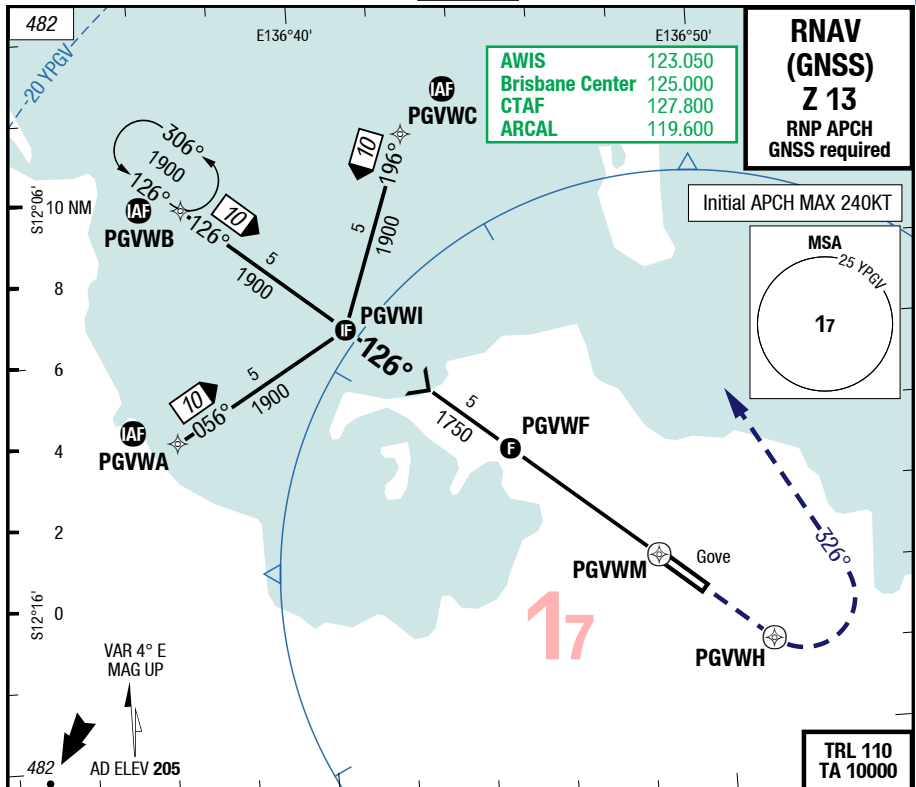 482
E136°40'
E136°50'
RNAV
(GNSS)
Z 13
RNP APCH
GNSS required
AWIS 123.050
Brisbane Center 125.000
CTAF 127.800
ARCAL 119.600
20 YPGV
IAF
PGVWC
306°
1900
126°
10
196°
10
S12°06'
10 NM
IAF
PGVWB
126°
5
1900
5
1900
Initial APCH MAX 240KT
MSA
25 YPGV
17
8
IF
PGVWI
126°
6
10
5
056°
1900
5
1750
IAF
PGVWA
4
F
PGVWF
2
PGVWM
Gove
326°
17
S12°16'
0
PGVWH
VAR 4° E
MAG UP
482
AD ELEV 205
TRL 110
TA 10000